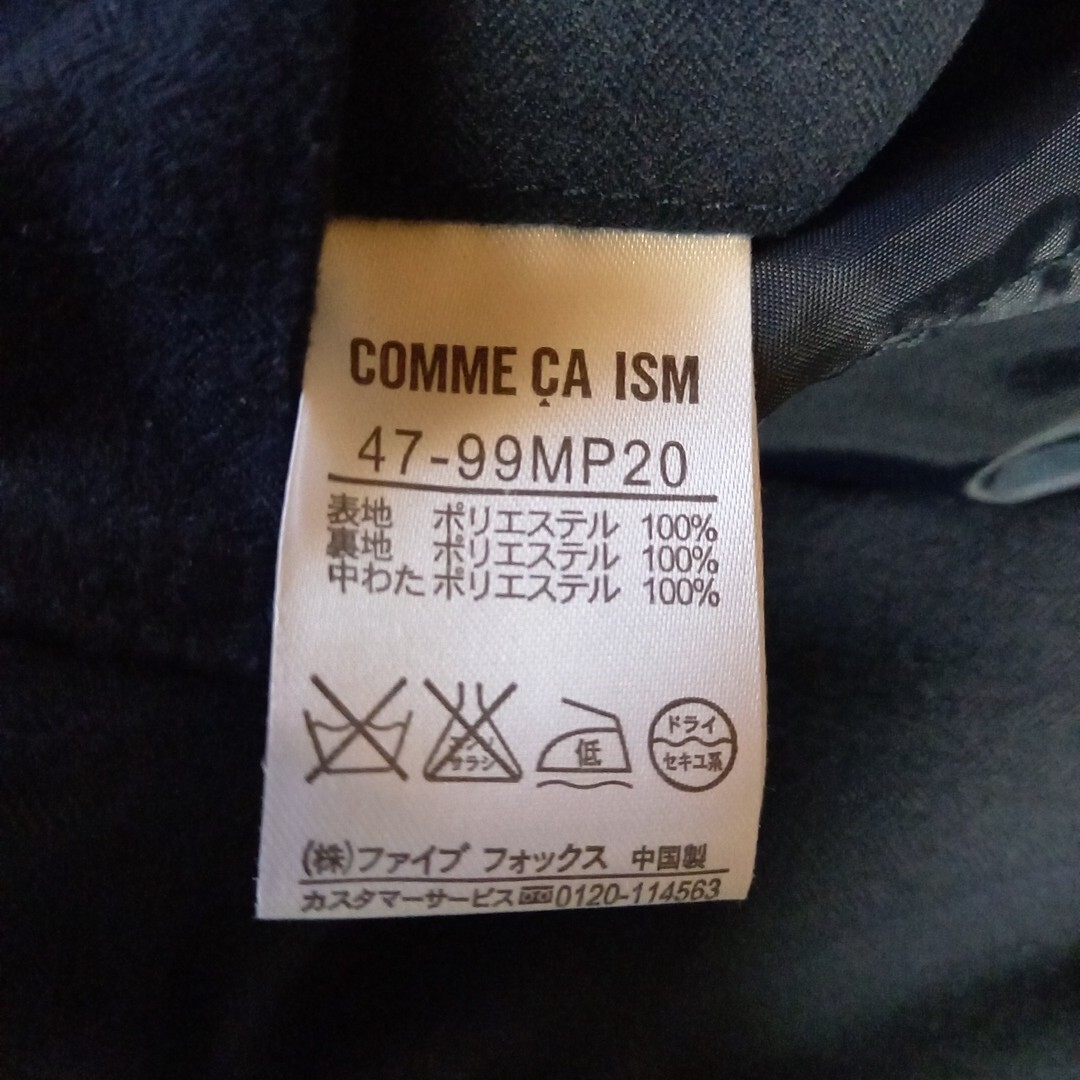 COMME ÇA ISM
47-99MP20
表地 ポリエステル 100%
裏地 ポリエステル 100%
中わた ポリエステル 100%
サラシ
低
ドライ
セキユ系
(株)ファイブ フォックス 中国製
カスタマーサービス 0120-114563